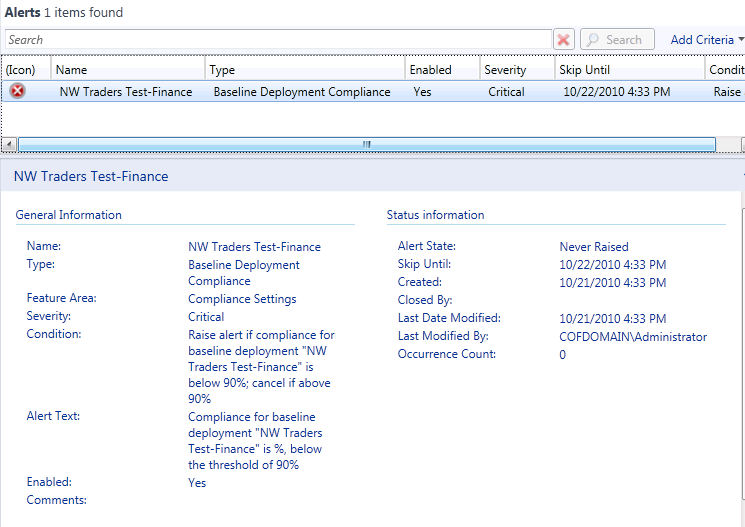 Alerts 1 items found
Search Search Add Criteria
(Icon) Name Type Enabled Severity Skip Until Condit
NW Traders Test-Finance Baseline Deployment Compliance Yes Critical 10/22/2010 4:33 PM Raise
NW Traders Test-Finance
General Information
Name: NW Traders Test-Finance
Type: Baseline Deployment
Compliance
Feature Area: Compliance Settings
Severity: Critical
Condition: Raise alert if compliance for
baseline deployment "NW
Traders Test-Finance" is
below 90%; cancel if above
90%
Alert Text: Compliance for baseline
deployment "NW Traders
Test-Finance" is %, below
the threshold of 90%
Enabled: Yes
Comments:
Status information
Alert State: Never Raised
Skip Until: 10/22/2010 4:33 PM
Created: 10/21/2010 4:33 PM
Closed By:
Last Date Modified: 10/21/2010 4:33 PM
Last Modified By: COFDOMAIN\Administrator
Occurrence Count: 0